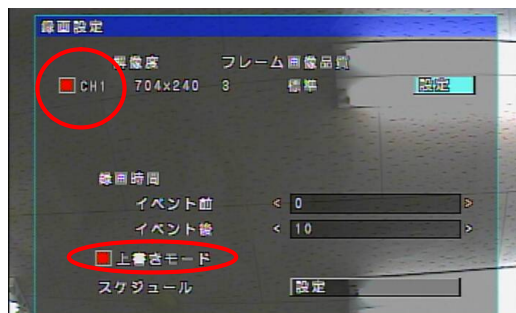 録画設定
解像度 フレーム 画像品質
CH1 704x240 3 標準 設定
録画時間
イベント前 < 0 >
イベント後 < 10 >
上書きモード
スケジュール 設定